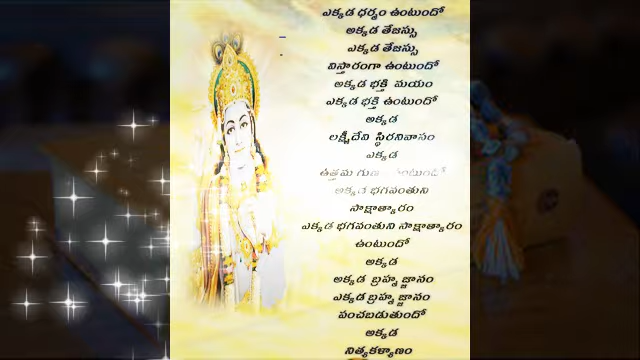 ఎక్కడ ధర్మం ఉంటుందో
అక్కడ తేజస్సు
ఎక్కడ తేజస్సు
విస్తారంగా ఉంటుందో
అక్కడ భక్తి మయం
ఎక్కడ భక్తి ఉంటుందో
అక్కడ
లక్ష్మీదేవి స్థిరనివాసం
ఎక్కడ
ఉత్తమ ఉంటుందో
అక్కడ భగవంతుని
సాక్షాత్కారం
ఎక్కడ భగవంతుని సాక్షాత్కారం
ఉంటుందో
అక్కడ
అక్కడ బ్రహ్మజ్ఞానం
ఎక్కడ బ్రహ్మజ్ఞానం
పంచబడుతుందో
అక్కడ
నిత్యకళ్యాణం